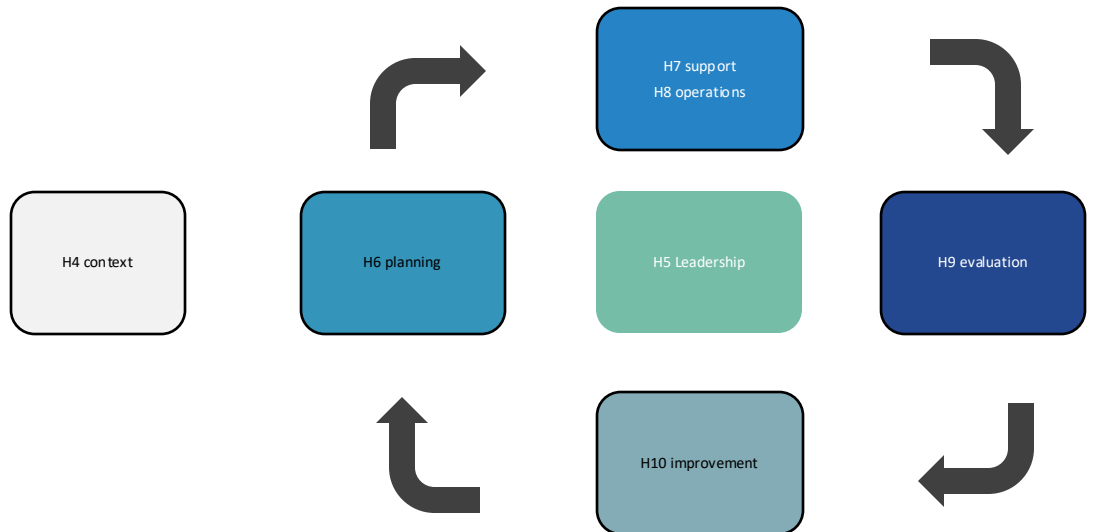 H7 support
H8 operations
H4 context
H6 planning
H5 Leadership
H9 evaluation
H10 improvement